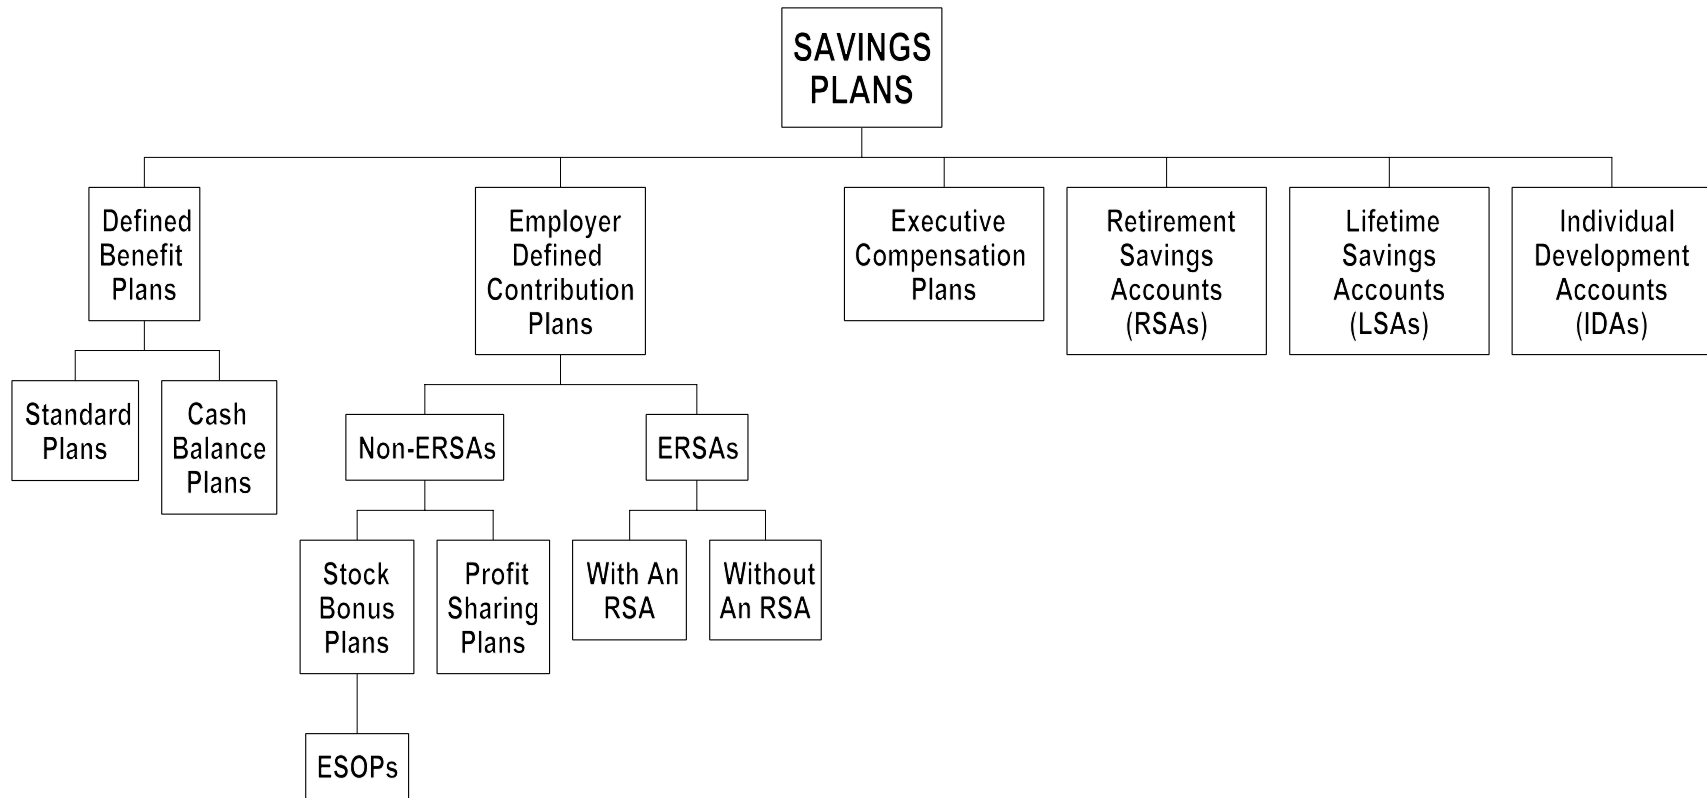 SAVINGS
PLANS
Defined
Benefit
Plans
Employer
Defined
Contribution
Plans
Executive
Compensation
Plans
Retirement
Savings
Accounts
(RSAs)
Lifetime
Savings
Accounts
(LSAs)
Individual
Development
Accounts
(IDAs)
Standard
Plans
Cash
Balance
Plans
Non-ERSAs
ERSAs
Stock
Bonus
Plans
Profit
Sharing
Plans
With An
RSA
Without
An RSA
ESOPs